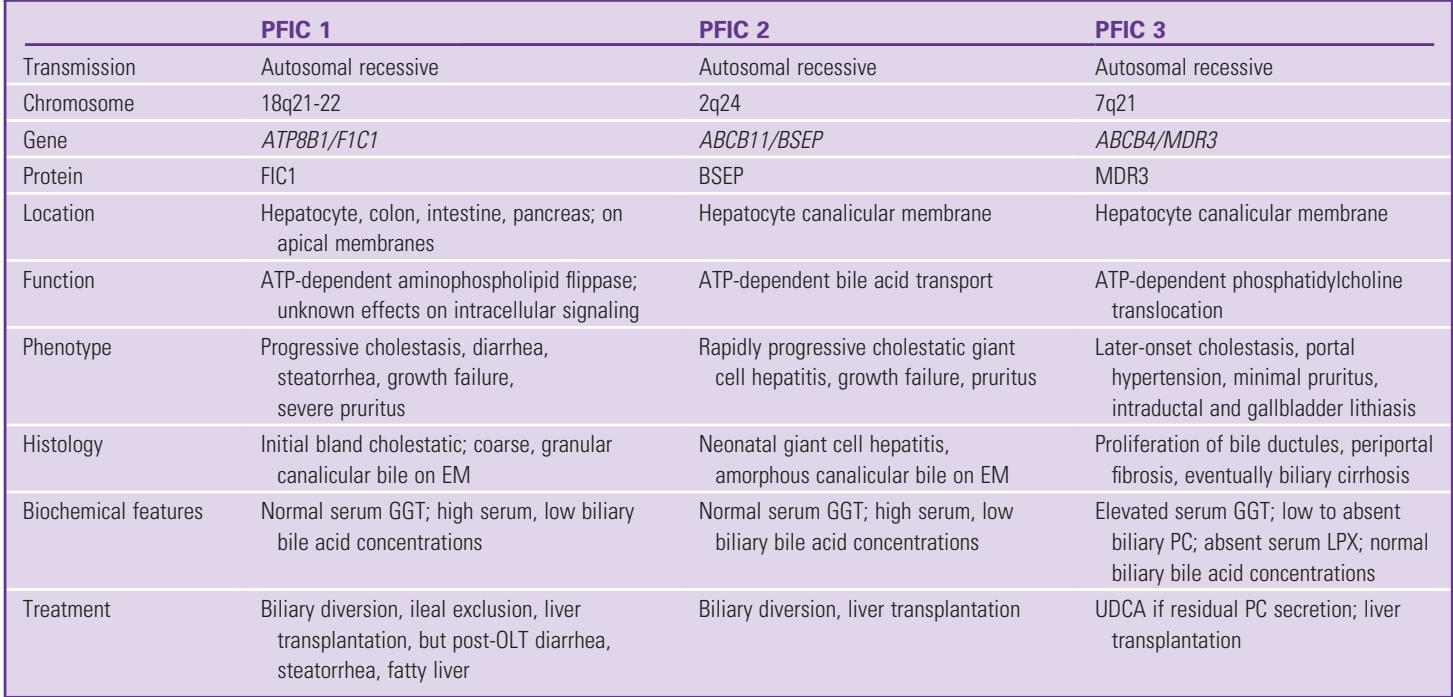 PFIC 1 PFIC 2 PFIC 3
Transmission Autosomal recessive Autosomal recessive Autosomal recessive
Chromosome 18q21-22 2q24 7q21
Gene ATP8B1/F1C1 ABCB11/BSEP ABCB4/MDR3
Protein FIC1 BSEP MDR3
Location Hepatocyte, colon, intestine, pancreas; on Hepatocyte canalicular membrane Hepatocyte canalicular membrane
apical membranes
Function ATP-dependent aminophospholipid flippase; ATP-dependent bile acid transport ATP-dependent phosphatidylcholine
unknown effects on intracellular signaling translocation
Phenotype Progressive cholestasis, diarrhea, Rapidly progressive cholestatic giant Later-onset cholestasis, portal
steatorrhea, growth failure, cell hepatitis, growth failure, pruritus hypertension, minimal pruritus,
severe pruritus intraductal and gallbladder lithiasis
Histology Initial bland cholestatic; coarse, granular Neonatal giant cell hepatitis, Proliferation of bile ductules, periportal
canalicular bile on EM amorphous canalicular bile on EM fibrosis, eventually biliary cirrhosis
Biochemical features Normal serum GGT; high serum, low biliary Normal serum GGT; high serum, low Elevated serum GGT; low to absent
bile acid concentrations biliary bile acid concentrations biliary PC; absent serum LPX; normal
biliary bile acid concentrations
Treatment Biliary diversion, ileal exclusion, liver Biliary diversion, liver transplantation UDCA if residual PC secretion; liver
transplantation, but post-OLT diarrhea, transplantation
steatorrhea, fatty liver